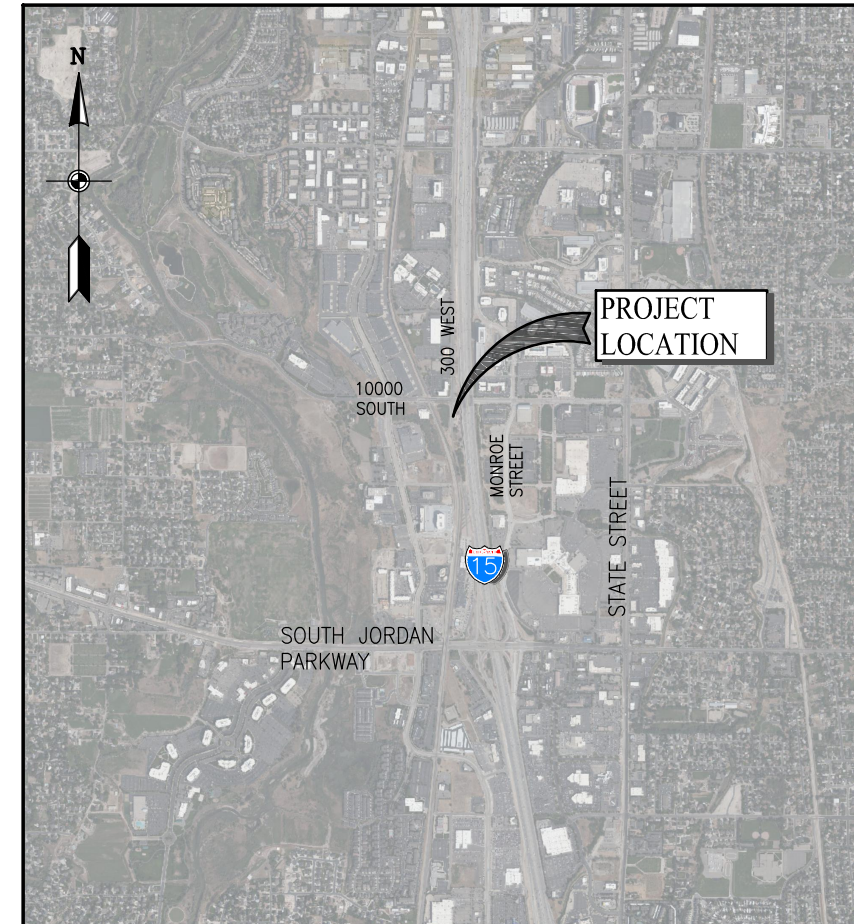 N
PROJECT
LOCATION
300 WEST
10000
SOUTH
MONROE
STREET
STATE STREET
15
SOUTH JORDAN
PARKWAY